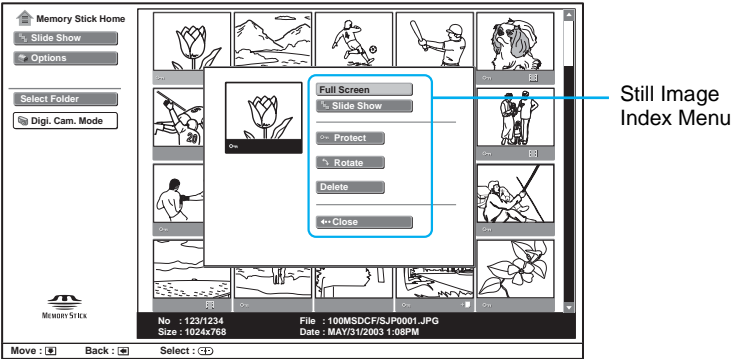 Memory Stick Home
Slide Show
Options
Select Folder
Digi. Cam. Mode
MEMORY STICK
20
Full Screen
Slide Show
Protect
Rotate
Delete
Close
Still Image
Index Menu
No : 123/1234
File : 100MSDCF/SJP0001.JPG
Size : 1024x768
Date : MAY/31/2003 1:08PM
Move :
Back :
Select :